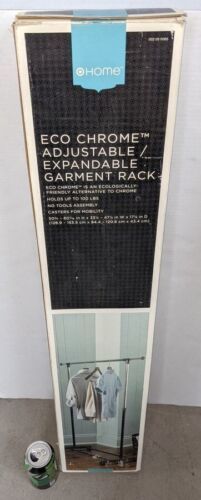 HOME™
ECO CHROME™
ADJUSTABLE /
EXPANDABLE
GARMENT RACK
ECO CHROME™ IS AN ECOLOGICALLY-
FRIENDLY ALTERNATIVE TO CHROME
HOLDS UP TO 100 LBS
NO TOOLS ASSEMBLY
CASTERS FOR MOBILITY